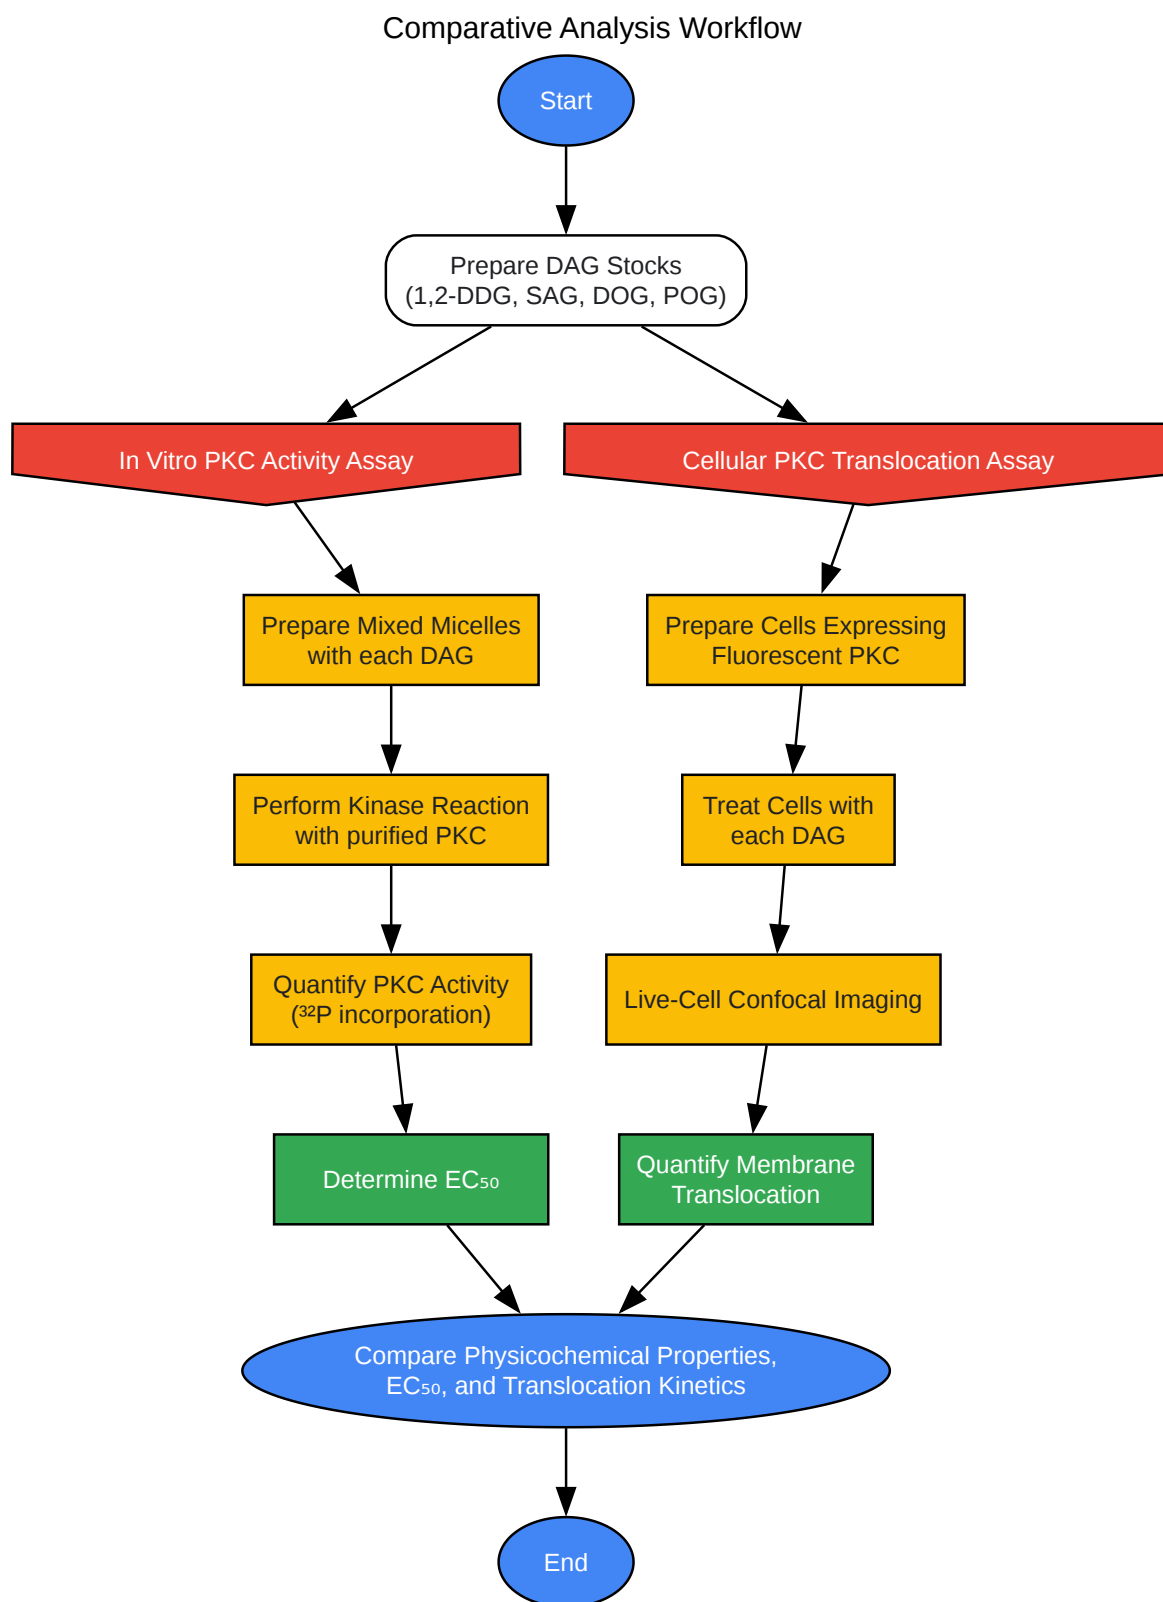 Comparative Analysis Workflow
Start
Prepare DAG Stocks
(1,2-DDG, SAG, DOG, POG)
In Vitro PKC Activity Assay
Cellular PKC Translocation Assay
Prepare Mixed Micelles
with each DAG
Prepare Cells Expressing
Fluorescent PKC
Perform Kinase Reaction
with purified PKC
Treat Cells with
each DAG
Quantify PKC Activity
(³²P incorporation)
Live-Cell Confocal Imaging
Determine EC₅₀
Quantify Membrane
Translocation
Compare Physicochemical Properties,
EC₅₀, and Translocation Kinetics
End